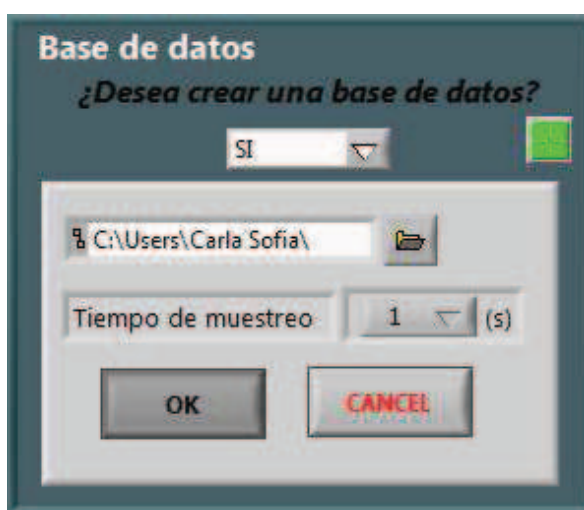 Base de datos
¿Desea crear una base de datos?
SI
C:\Users\Carla Sofia\
Tiempo de muestreo 1 (s)
OK CANCEL